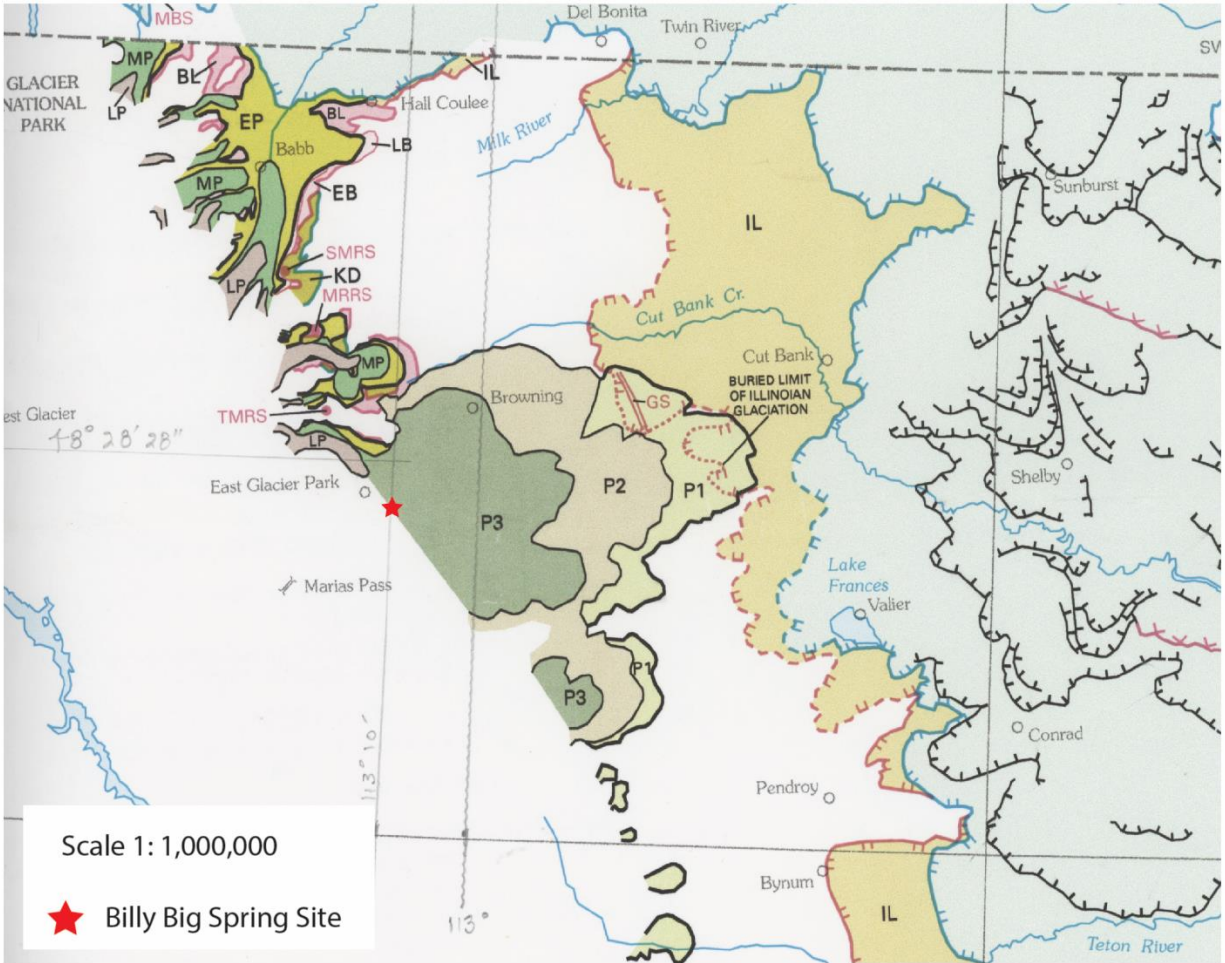 MBS
Del Bonita
Twin River
SW
MP
BL
IL
GLACIER
NATIONAL
PARK
LP
Hall Coulee
BL
EP
LB
Milk River
Babb
MP
EB
Sunburst
IL
SMRS
KD
LP
MRRS
Cut Bank Cr.
MP
Cut Bank
BURIED LIMIT
OF ILLINOIAN
GLACIATION
Browning
GS
TMRS
est Glacier
48° 28' 28"
LP
Shelby
East Glacier Park
P2
P1
P3
Marias Pass
Lake
Frances
Valier
P1
P3
Conrad
113° 10'
Pendroy
Scale 1: 1,000,000
Bynum
Billy Big Spring Site
113°
IL
Teton River